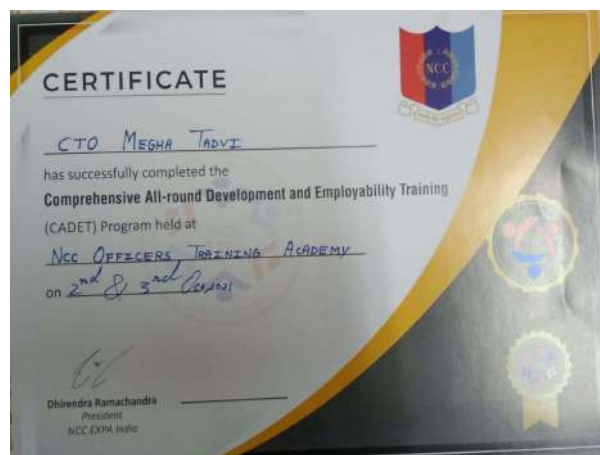 CERTIFICATE
NCC
CTO MEGHA TADVI
has successfully completed the
Comprehensive All-round Development and Employability Training
(CADET) Program held at
NCC OFFICERS TRAINING ACADEMY
on 2nd & 3rd Oct, 2021
Dhirendra Ramachandra
President
NCC EXPA India